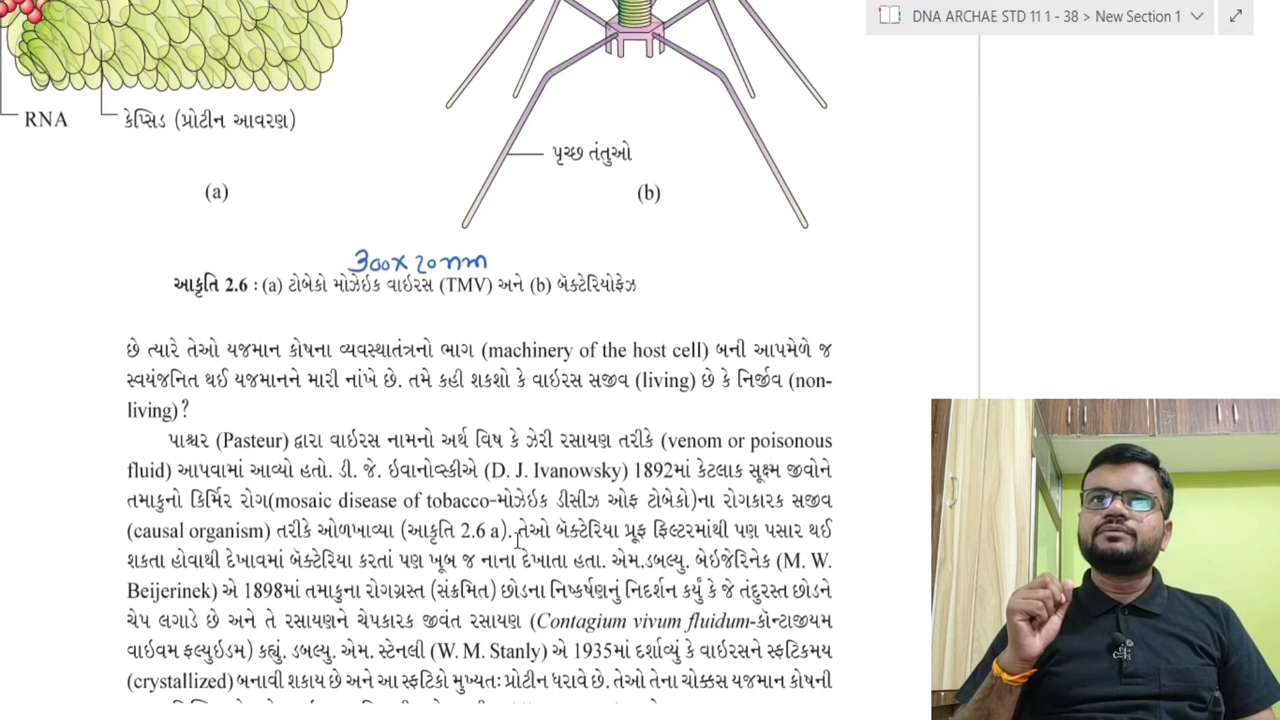 DNA ARCHAE STD 11 1 - 38 > New Section 1
RNA
કેપ્સિડ (પ્રોટીન આવરણ)
પૃચ્છ તંતુઓ
(a)
(b)
300 x 20 nm
આકૃતિ 2.6 : (a) ટોબેકો મોઝેઇક વાઇરસ (TMV) અને (b) બૅક્ટેરિયોફેઝ
છે ત્યારે તેઓ યજમાન કોષના વ્યવસ્થાતંત્રનો ભાગ (machinery of the host cell) બની આપમેળે જ
સ્વયંજનિત થઈ યજમાનને મારી નાંખે છે. તમે કહી શકશો કે વાઇરસ સજીવ (living) છે કે નિર્જીવ (non-
living)?
પાશ્ચર (Pasteur) દ્વારા વાઇરસ નામનો અર્થ વિષ કે ઝેરી રસાયણ તરીકે (venom or poisonous
fluid) આપવામાં આવ્યો હતો. ડી. જે. ઇવાનોવ્સ્કીએ (D. J. Ivanowsky) 1892માં કેટલાક સૂક્ષ્મ જીવોને
તમાકુનો કિર્મિર રોગ(mosaic disease of tobacco-મોઝેઇક ડીસીઝ ઓફ ટોબેકો)ના રોગકારક સજીવ
(causal organism) તરીકે ઓળખાવ્યા (આકૃતિ 2.6 a). તેઓ બૅક્ટેરિયા પ્રૂફ ફિલ્ટરમાંથી પણ પસાર થઈ
શકતા હોવાથી દેખાવમાં બૅક્ટેરિયા કરતાં પણ ખૂબ જ નાના દેખાતા હતા. એમ.ડબલ્યુ. બેઇજેરિનેક (M. W.
Beijerinek) એ 1898માં તમાકુના રોગગ્રસ્ત (સંક્રમિત) છોડના નિષ્કર્ષણનું નિદર્શન કર્યું કે જે તંદુરસ્ત છોડને
ચેપ લગાડે છે અને તે રસાયણને ચેપકારક જીવંત રસાયણ (Contagium vivum fluidum-કૉન્ટાજીયમ
વાઇવમ ફ્લ્યુઇડમ) કહ્યું. ડબલ્યુ. એમ. સ્ટેનલી (W. M. Stanly) એ 1935માં દર્શાવ્યું કે વાઇરસને સ્ફટિકમય
(crystallized) બનાવી શકાય છે અને આ સ્ફટિકો મુખ્યતઃ પ્રોટીન ધરાવે છે. તેઓ તેના ચોક્કસ યજમાન કોષની